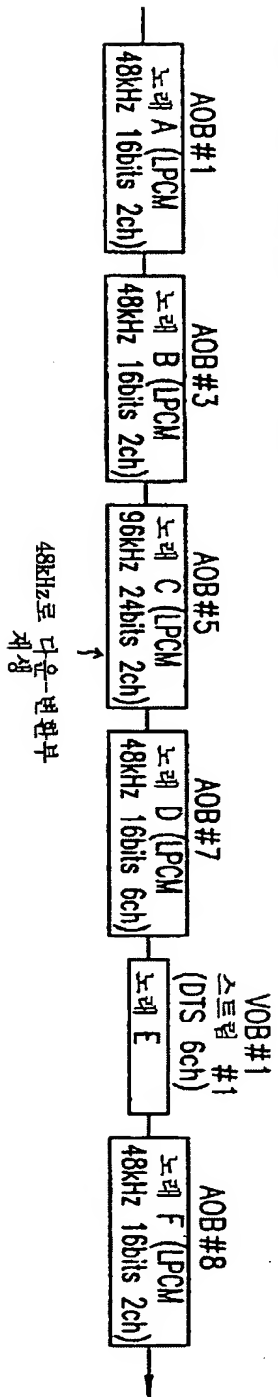 AOB#1
노래 A (LPCM
48kHz 16bits 2ch)
AOB#3
노래 B (LPCM
48kHz 16bits 2ch)
AOB#5
노래 C (LPCM
96kHz 24bits 2ch)
48kHz로 다운-변환부
재생
AOB#7
노래 D (LPCM
48kHz 16bits 6ch)
VOB#1
스트림 #1
(DTS 6ch)
노래 E
AOB#8
노래 F (LPCM
48kHz 16bits 2ch)